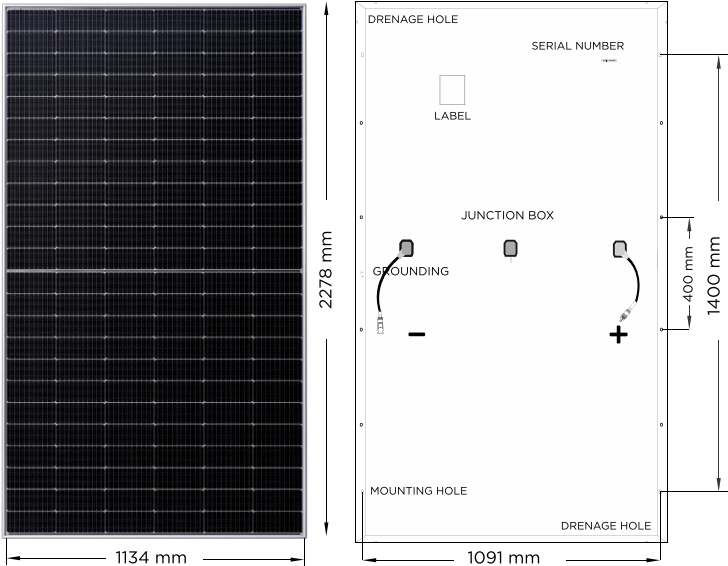 DRENAGE HOLE
SERIAL NUMBER
LABEL
JUNCTION BOX
GROUNDING
2278 mm
400 mm
1400 mm
− +
MOUNTING HOLE
DRENAGE HOLE
1134 mm
1091 mm